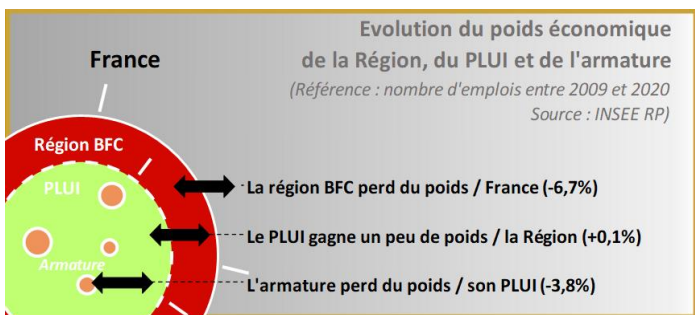 Evolution du poids économique
de la Région, du PLUI et de l'armature
(Référence : nombre d'emplois entre 2009 et 2020
Source : INSEE RP)
France
Région BFC
PLUI
Armature
La région BFC perd du poids / France (-6,7%)
Le PLUI gagne un peu de poids / la Région (+0,1%)
L'armature perd du poids / son PLUI (-3,8%)